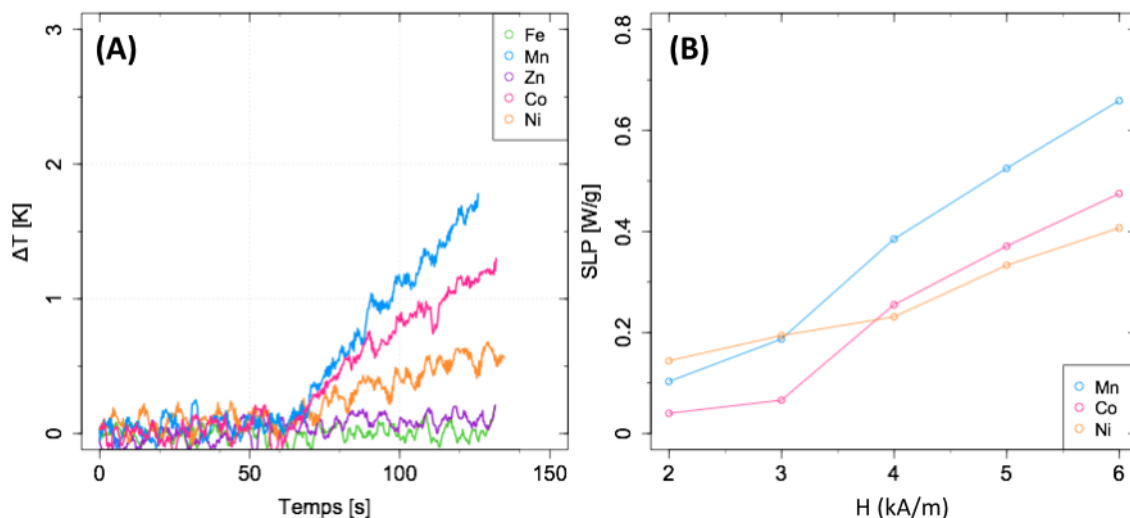 (A)
Fe
Mn
Zn
Co
Ni
3
2
1
0
ΔT [K]
0 50 100 150
Temps [s]
(B)
0.8
0.6
0.4
0.2
0
SLP [W/g]
Mn
Co
Ni
2 3 4 5 6
H (kA/m)